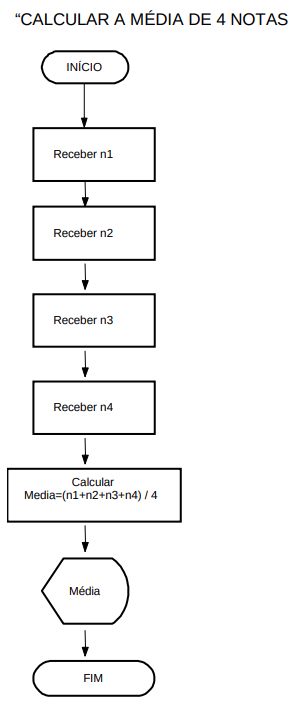 “CALCULAR A MÉDIA DE 4 NOTAS
INÍCIO
Receber n1
Receber n2
Receber n3
Receber n4
Calcular
Media=(n1+n2+n3+n4) / 4
Média
FIM